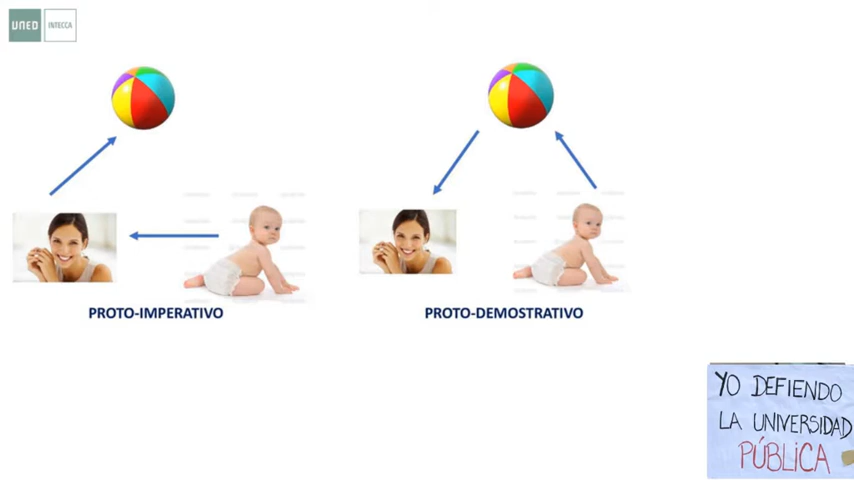 UNED
INTECCA
PROTO-IMPERATIVO
PROTO-DEMOSTRATIVO
YO DEFIENDO
LA UNIVERSIDAD
PÚBLICA